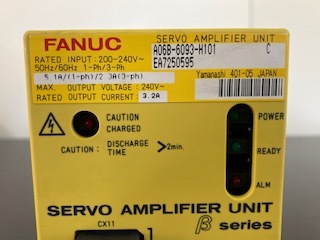 FANUC
SERVO AMPLIFIER UNIT
A06B-6093-H101 C
EA7250595
RATED INPUT:200-240V~
50Hz/60Hz 1-Ph/3-Ph
5.1A/(1-ph)/2.3A(3-ph)
Yamanashi 401-05 JAPAN
MAX. OUTPUT VOLTAGE:240V~
RATED OUTPUT CURRENT: 3.2A
CAUTION
CHARGED
CAUTION : DISCHARGE TIME >2min.
POWER
READY
ALM
SERVO AMPLIFIER UNIT
β series
CX11